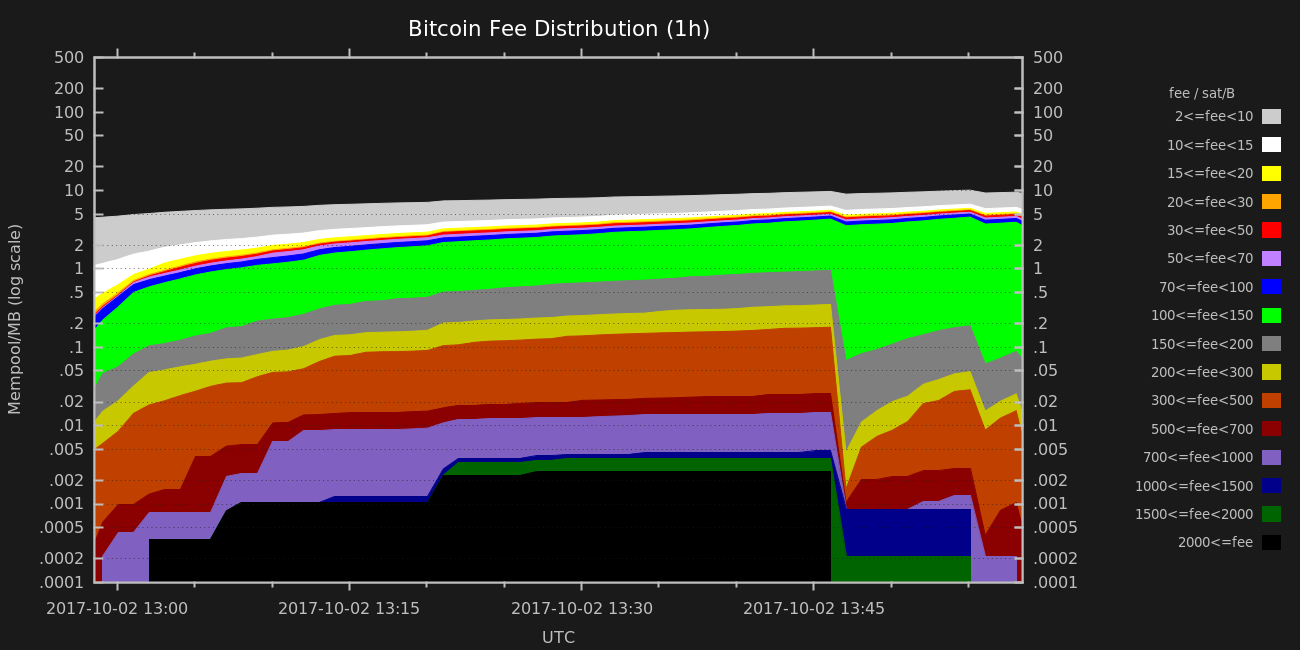 Bitcoin Fee Distribution (1h)
Mempool/MB (log scale)
500
200
100
50
20
10
5
2
1
.5
.2
.1
.05
.02
.01
.005
.002
.001
.0005
.0002
.0001
500
200
100
50
20
10
5
2
1
.5
.2
.1
.05
.02
.01
.005
.002
.001
.0005
.0002
.0001
2017-10-02 13:00 2017-10-02 13:15 2017-10-02 13:30 2017-10-02 13:45
UTC
fee / sat/B
2<=fee<10
10<=fee<15
15<=fee<20
20<=fee<30
30<=fee<50
50<=fee<70
70<=fee<100
100<=fee<150
150<=fee<200
200<=fee<300
300<=fee<500
500<=fee<700
700<=fee<1000
1000<=fee<1500
1500<=fee<2000
2000<=fee